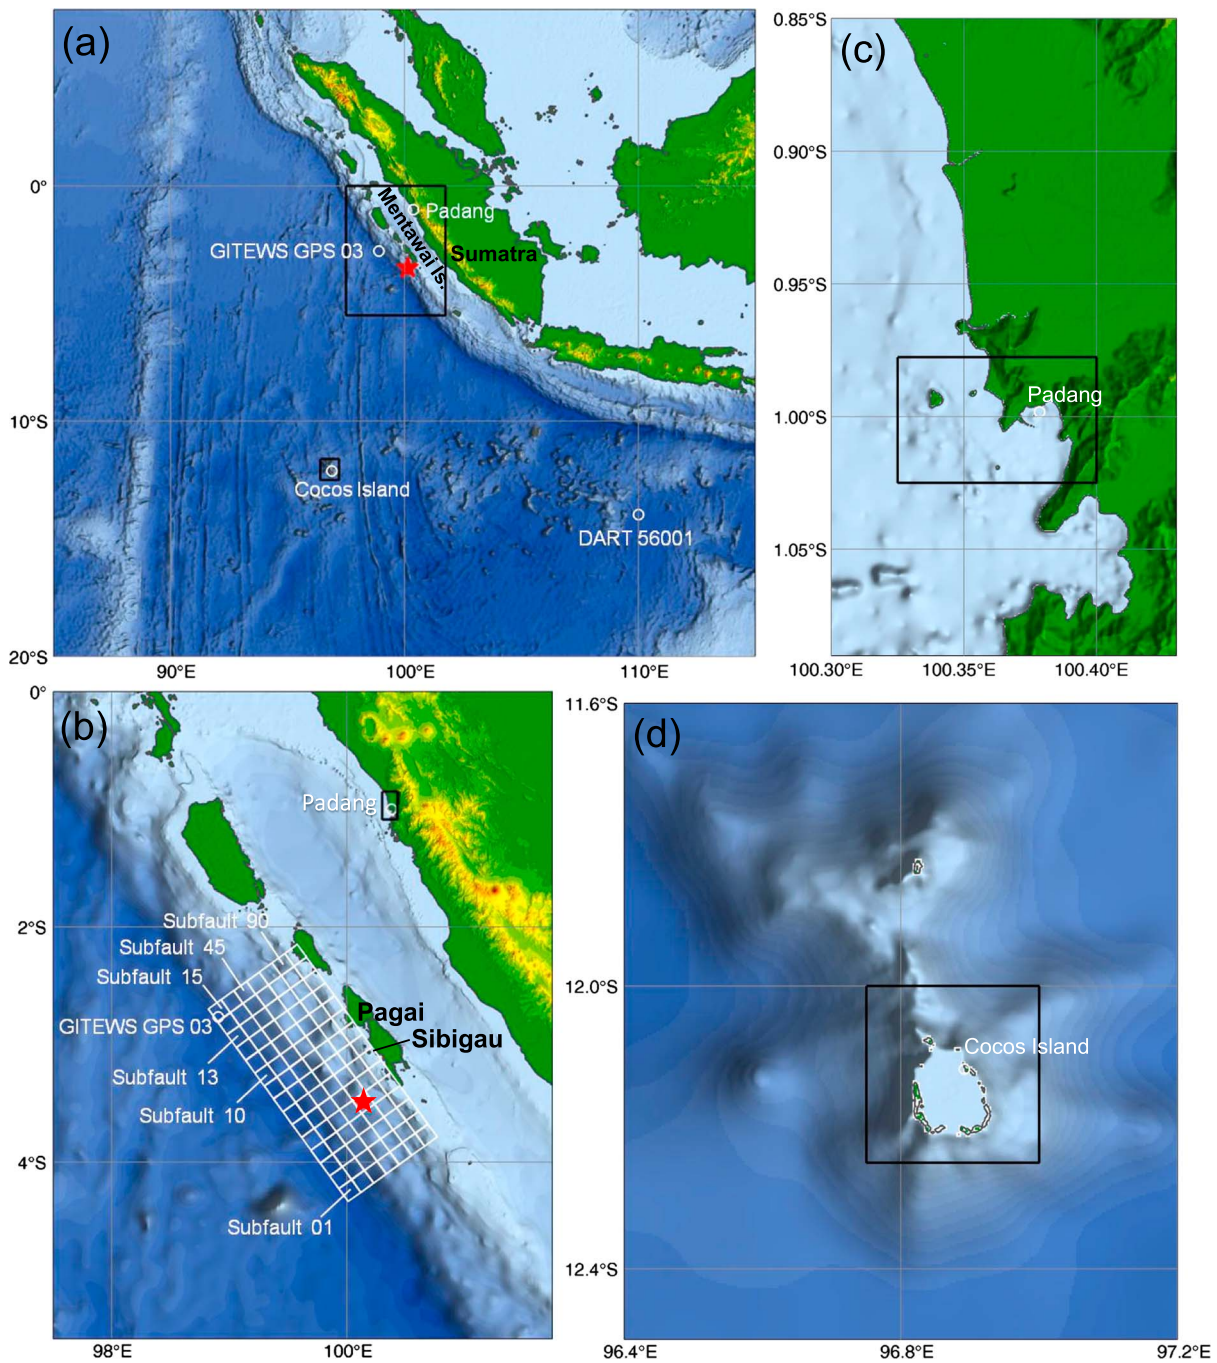 (a)
0°
10°S
20°S
90°E
100°E
110°E
Mentawai Is.
Padang
GITEWS GPS 03
Sumatra
Cocos Island
DART 56001
(c)
0.85°S
0.90°S
0.95°S
1.00°S
1.05°S
100.30°E
100.35°E
100.40°E
Padang
(b)
0°
2°S
4°S
98°E
100°E
Padang
Subfault 90
Subfault 45
Subfault 15
GITEWS GPS 03
Pagai
Sibigau
Subfault 13
Subfault 10
Subfault 01
(d)
11.6°S
12.0°S
12.4°S
96.4°E
96.8°E
97.2°E
Cocos Island